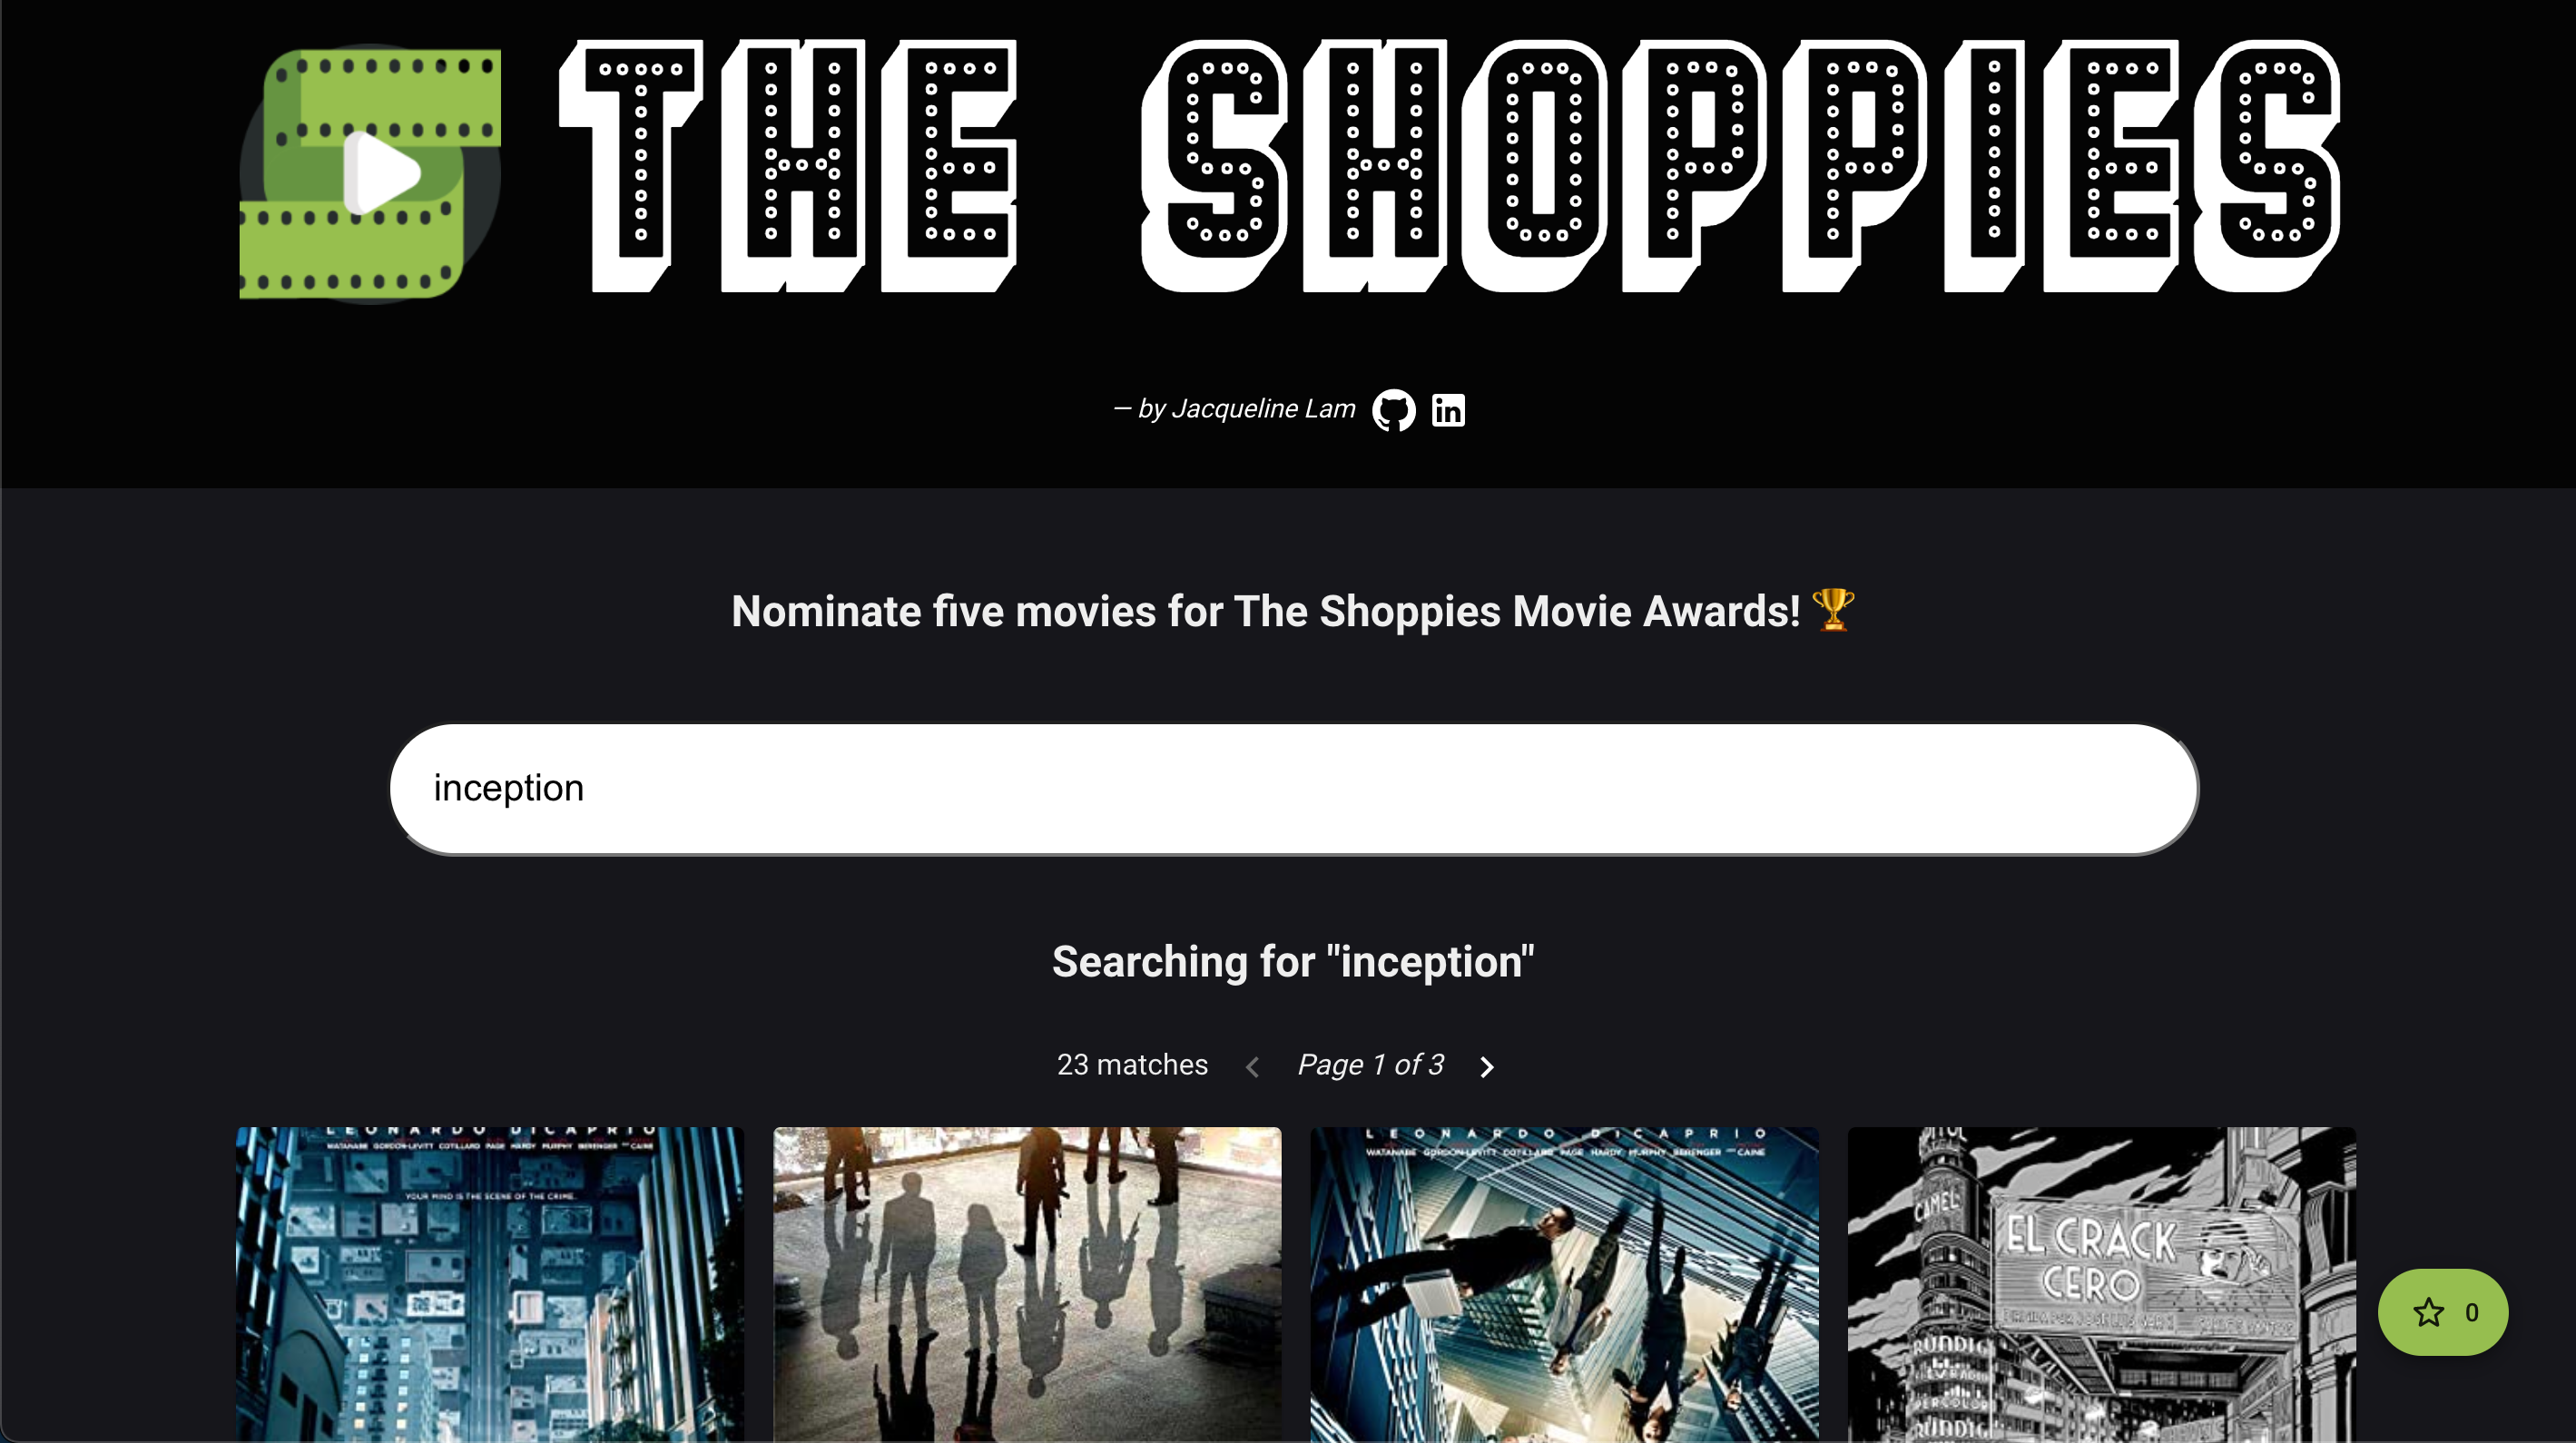 THE SHOPPIES
— by Jacqueline Lam
in
Nominate five movies for The Shoppies Movie Awards!
inception
Searching for "inception"
23 matches
Page 1 of 3
LEONARDO DICAPRIO
WATANABE GORDON-LEVITT COTILLARD PAGE HARDY MURPHY BERENGER AND CAINE
YOUR MIND IS THE SCENE OF THE CRIME.
LEONARDO DICAPRIO
WATANABE GORDON-LEVITT COTILLARD PAGE HARDY MURPHY BERENGER AND CAINE
CAMEL
EL CRACK
CERO
0